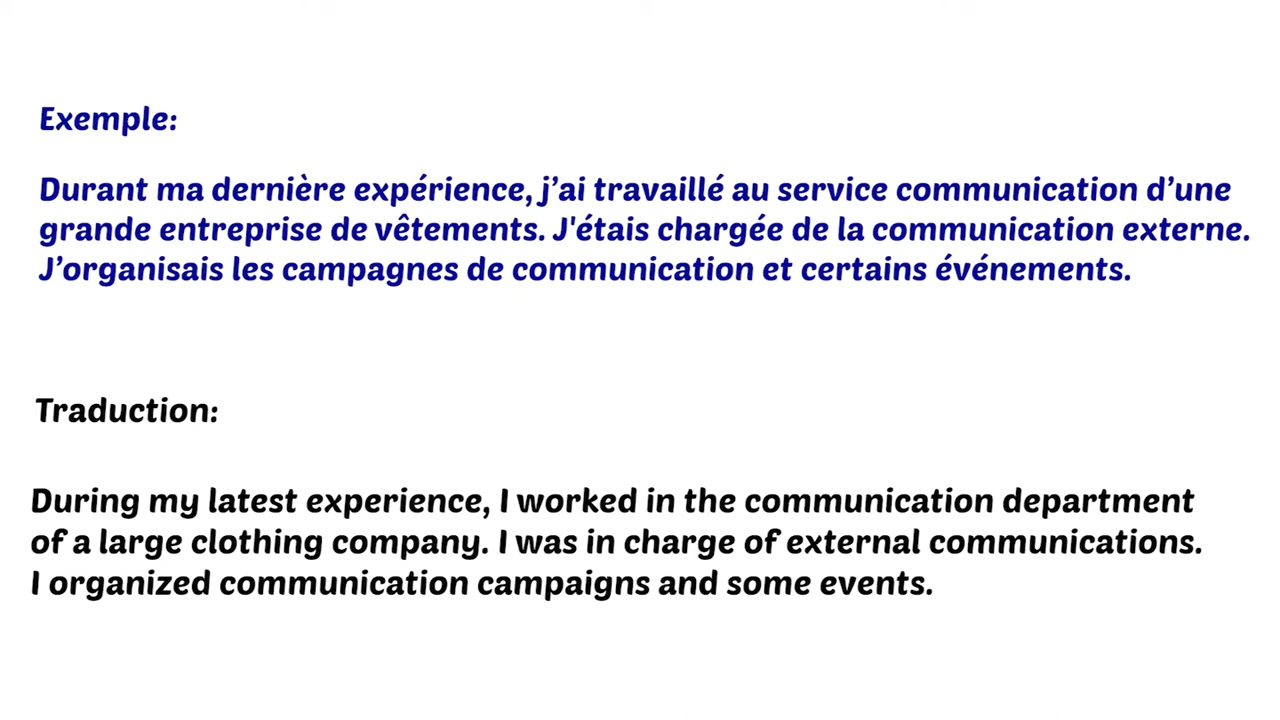 Exemple:
Durant ma dernière expérience, j’ai travaillé au service communication d’une
grande entreprise de vêtements. J'étais chargée de la communication externe.
J’organisais les campagnes de communication et certains événements.
Traduction:
During my latest experience, I worked in the communication department
of a large clothing company. I was in charge of external communications.
I organized communication campaigns and some events.